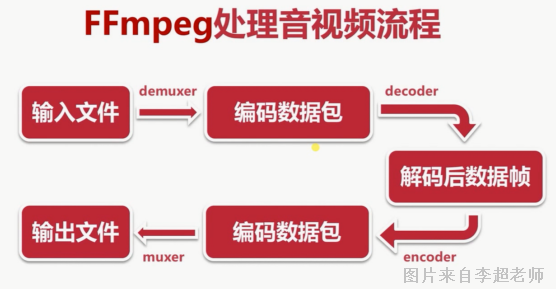 FFmpeg处理音视频流程
输入文件
demuxer
编码数据包
decoder
解码后数据帧
encoder
编码数据包
muxer
输出文件
图片来自李超老师